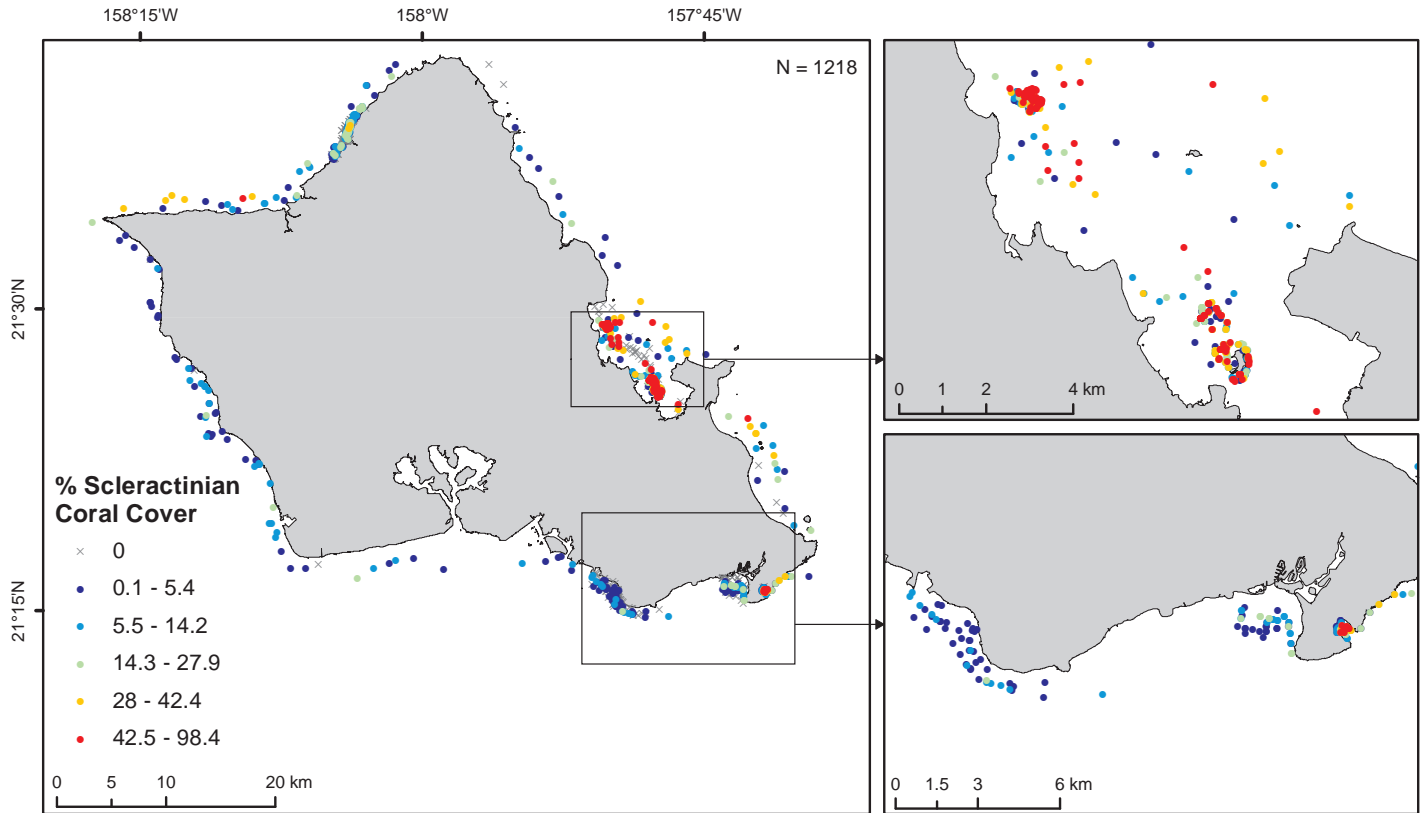 158°15'W 158°W 157°45'W
N = 1218
21°30'N
21°15'N
% Scleractinian
Coral Cover
0
0.1 - 5.4
5.5 - 14.2
14.3 - 27.9
28 - 42.4
42.5 - 98.4
0 5 10 20 km
0 1 2 4 km
0 1.5 3 6 km